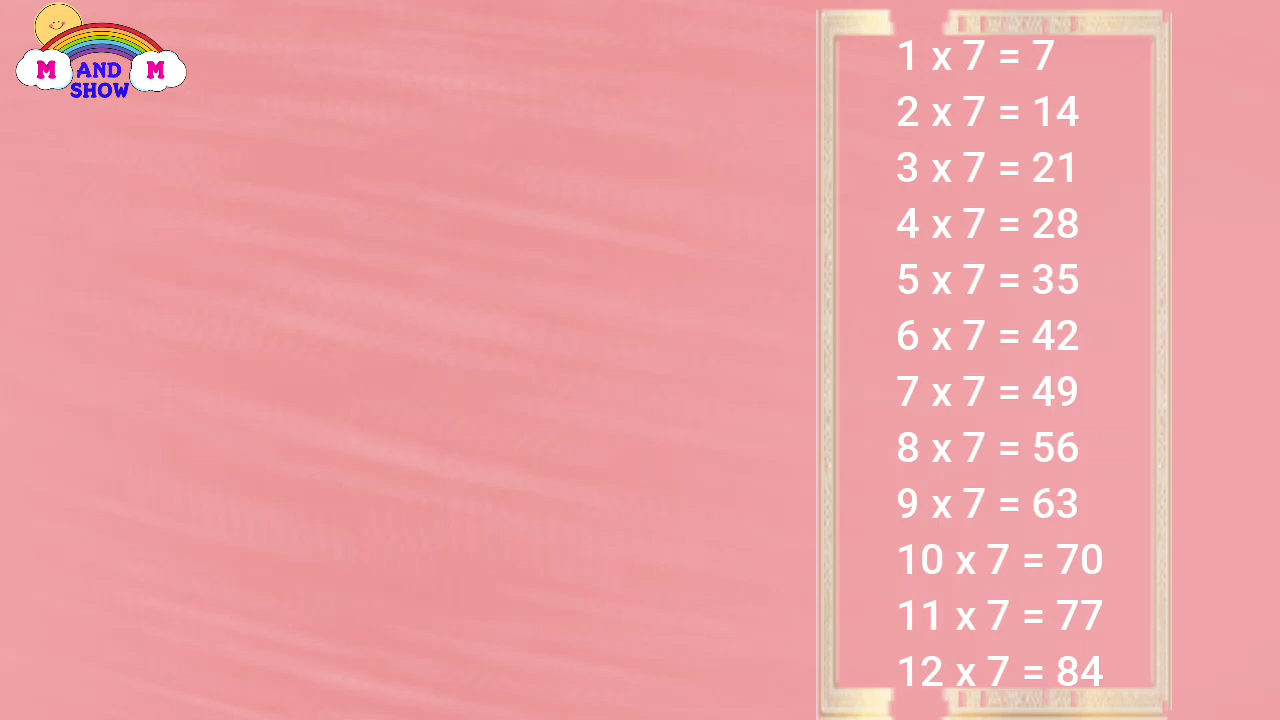 M AND M
SHOW
1 x 7 = 7
2 x 7 = 14
3 x 7 = 21
4 x 7 = 28
5 x 7 = 35
6 x 7 = 42
7 x 7 = 49
8 x 7 = 56
9 x 7 = 63
10 x 7 = 70
11 x 7 = 77
12 x 7 = 84